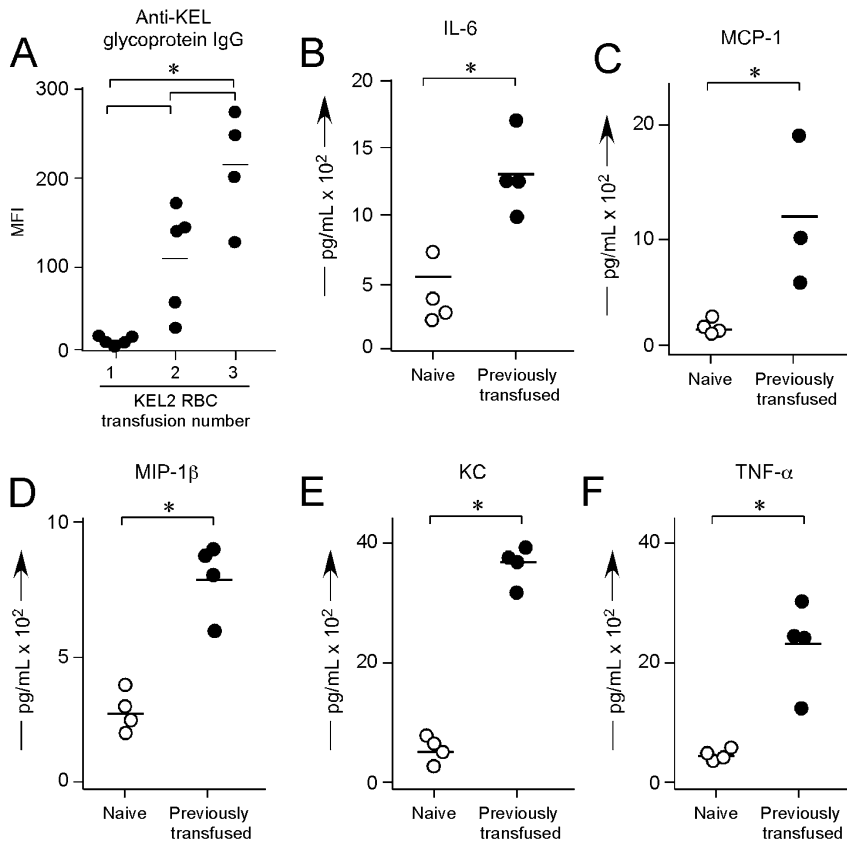 A
Anti-KEL
glycoprotein IgG
*
300
200
100
0
MFI
1 2 3
KEL2 RBC
transfusion number
B
IL-6
*
20
15
10
5
0
pg/mL x 10²
Naive
Previously
transfused
C
MCP-1
*
20
10
0
pg/mL x 10²
Naive
Previously
transfused
D
MIP-1β
*
10
5
0
pg/mL x 10²
Naive
Previously
transfused
E
KC
*
40
20
0
pg/mL x 10²
Naive
Previously
transfused
F
TNF-α
*
40
20
0
pg/mL x 10²
Naive
Previously
transfused